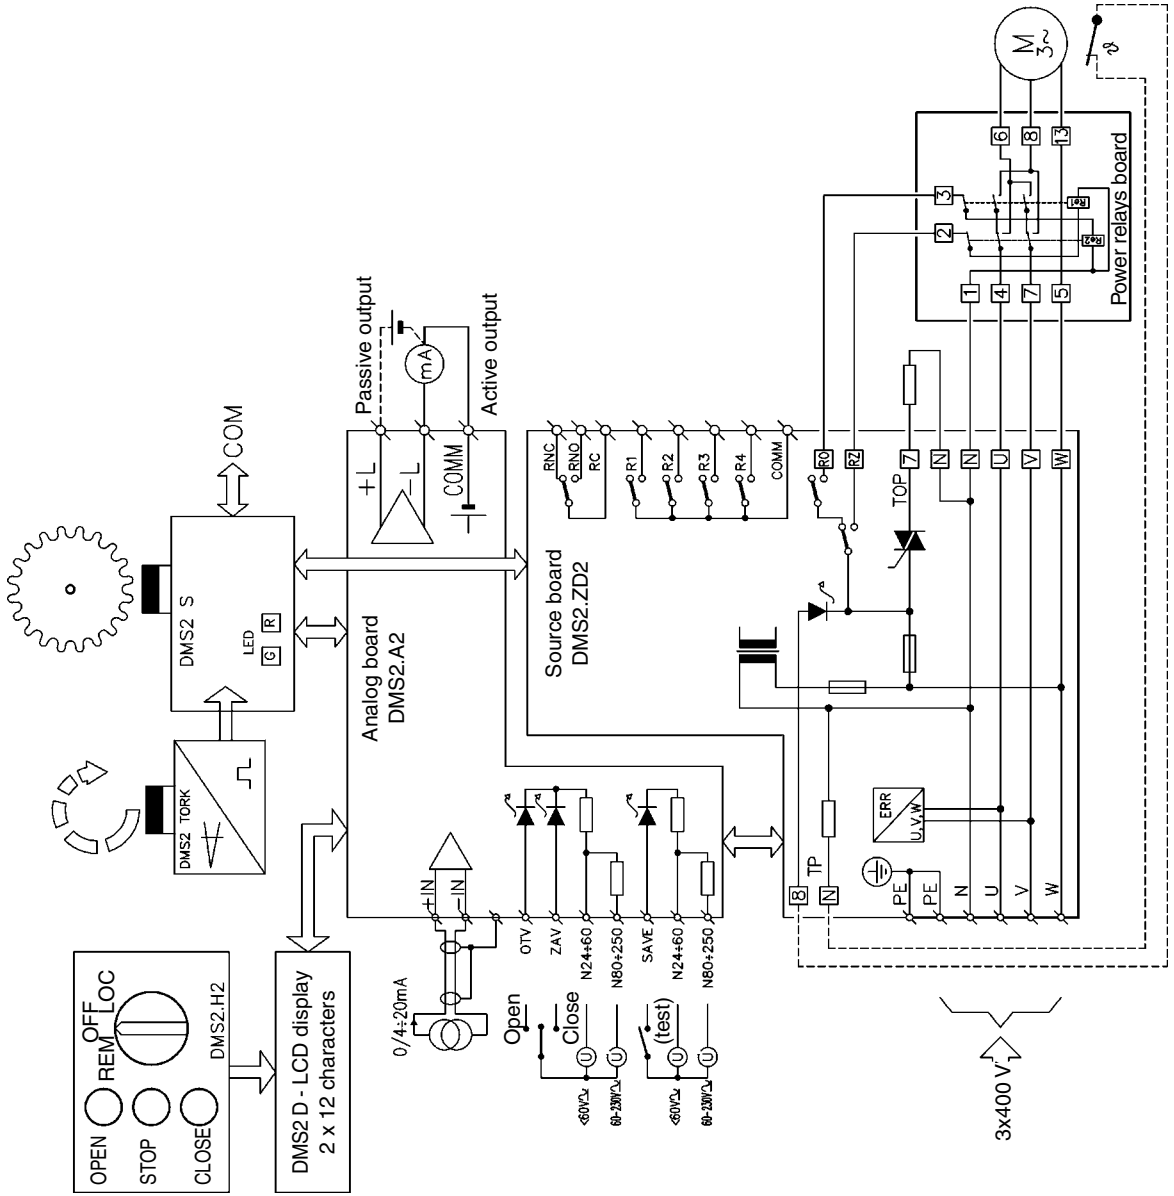 OPEN
STOP
CLOSE
REM
OFF
LOC
DMS2.H2
DMS2 D - LCD display
2 x 12 characters
DMS2 TORK
DMS2 S
LED
G
R
COM
Analog board
DMS2.A2
+IN
-IN
0/4÷20mA
OTV
ZAV
N24÷60
N80÷250
SAVE
N24÷60
N80÷250
Open
Close
U
<60V
U
60-230V
(test)
U
<60V
U
60-230V
+L
-L
COMM
Passive output
mA
Active output
Source board
DMS2.ZD2
RNC
RNO
RC
R1
R2
R3
R4
COMM
RO
RZ
7
TOP
N
N
U
V
W
8
TP
N
PE
PE
N
U
V
W
ERR
U,V,W
3x400 V
Power relays board
3
2
1
4
7
5
6
8
13
Re1
Re2
M
3~
ϑ